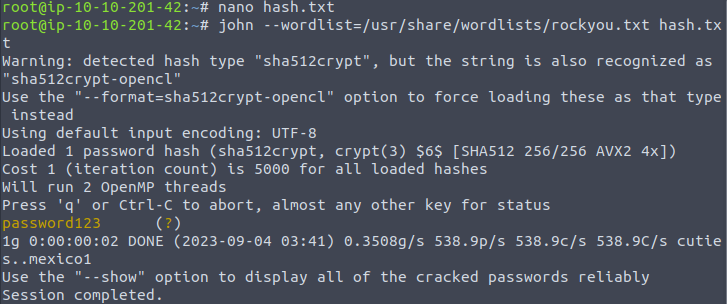 root@ip-10-10-201-42:~# nano hash.txt
root@ip-10-10-201-42:~# john --wordlist=/usr/share/wordlists/rockyou.txt hash.tx
t
Warning: detected hash type "sha512crypt", but the string is also recognized as
"sha512crypt-opencl"
Use the "--format=sha512crypt-opencl" option to force loading these as that type
 instead
Using default input encoding: UTF-8
Loaded 1 password hash (sha512crypt, crypt(3) $6$ [SHA512 256/256 AVX2 4x])
Cost 1 (iteration count) is 5000 for all loaded hashes
Will run 2 OpenMP threads
Press 'q' or Ctrl-C to abort, almost any other key for status
password123      (?)
1g 0:00:00:02 DONE (2023-09-04 03:41) 0.3508g/s 538.9p/s 538.9c/s 538.9C/s cutie
s..mexico1
Use the "--show" option to display all of the cracked passwords reliably
Session completed.